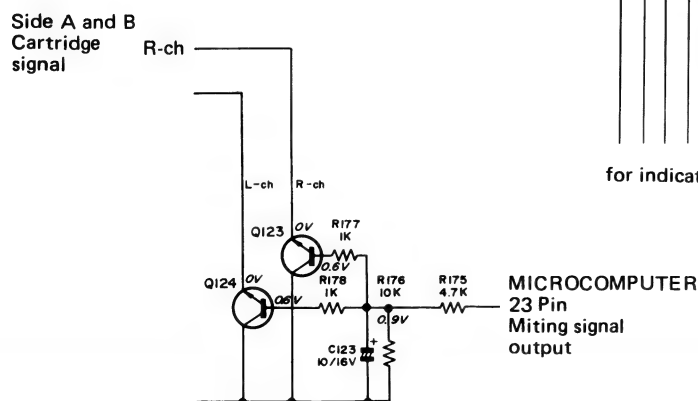 Side A and B
Cartridge R-ch
signal
for indicat
L-ch R-ch
Q123 0V R177
1K
0.6V
Q124 0V R178 R176 R175
1K 10K 4.7K
0.6V 0.9V
MICROCOMPUTER
23 Pin
Miting signal
output
C123 +
10/16V